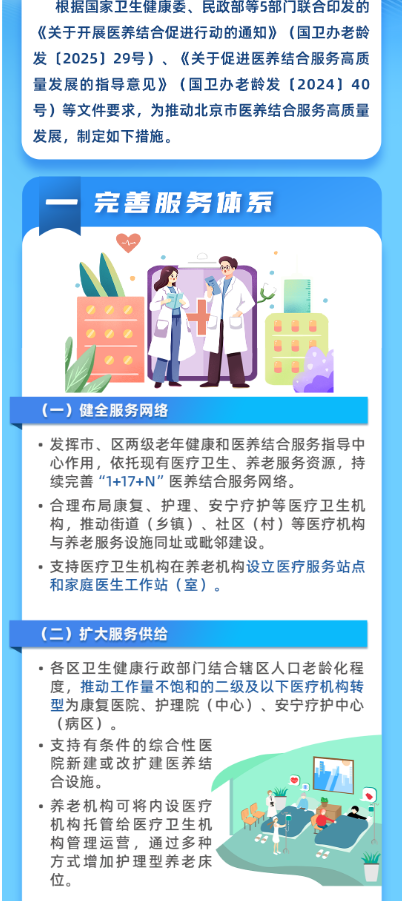 根据国家卫生健康委、民政部等5部门联合印发的
《关于开展医养结合促进行动的通知》（国卫办老龄
发〔2025〕29号）、《关于促进医养结合服务高质
量发展的指导意见》（国卫办老龄发〔2024〕40
号）等文件要求，为推动北京市医养结合服务高质量
发展，制定如下措施。
一 完善服务体系
（一）健全服务网络
• 发挥市、区两级老年健康和医养结合服务指导中
心作用，依托现有医疗卫生、养老服务资源，持
续完善“1+17+N”医养结合服务网络。
• 合理布局康复、护理、安宁疗护等医疗卫生机
构，推动街道（乡镇）、社区（村）等医疗机构
与养老服务设施同址或毗邻建设。
• 支持医疗卫生机构在养老机构设立医疗服务站点
和家庭医生工作站（室）。
（二）扩大服务供给
• 各区卫生健康行政部门结合辖区人口老龄化程
度，推动工作量不饱和的二级及以下医疗机构转
型为康复医院、护理院（中心）、安宁疗护中心
（病区）。
• 支持有条件的综合性医
院新建或改扩建医养结
合设施。
• 养老机构可将内设医疗
机构托管给医疗卫生机
构管理运营，通过多种
方式增加护理型养老床
位。